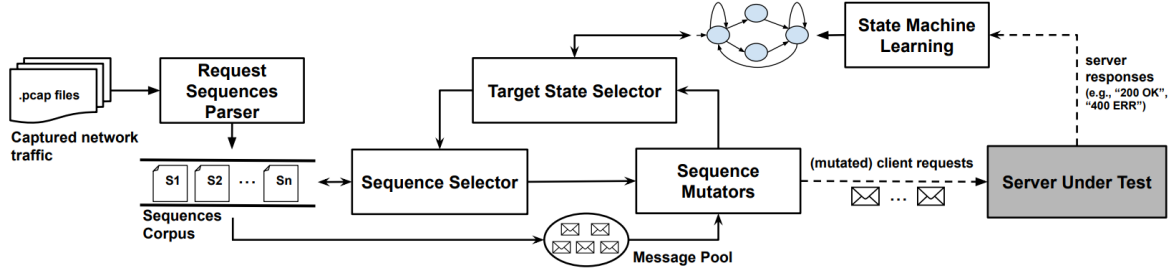 .pcap files
Captured network
traffic
Request
Sequences
Parser
S1 S2 ... Sn
Sequences
Corpus
Target State Selector
Sequence Selector
Sequence
Mutators
Message Pool
State Machine
Learning
server
responses
(e.g., “200 OK”,
“400 ERR”)
(mutated) client requests
...
Server Under Test